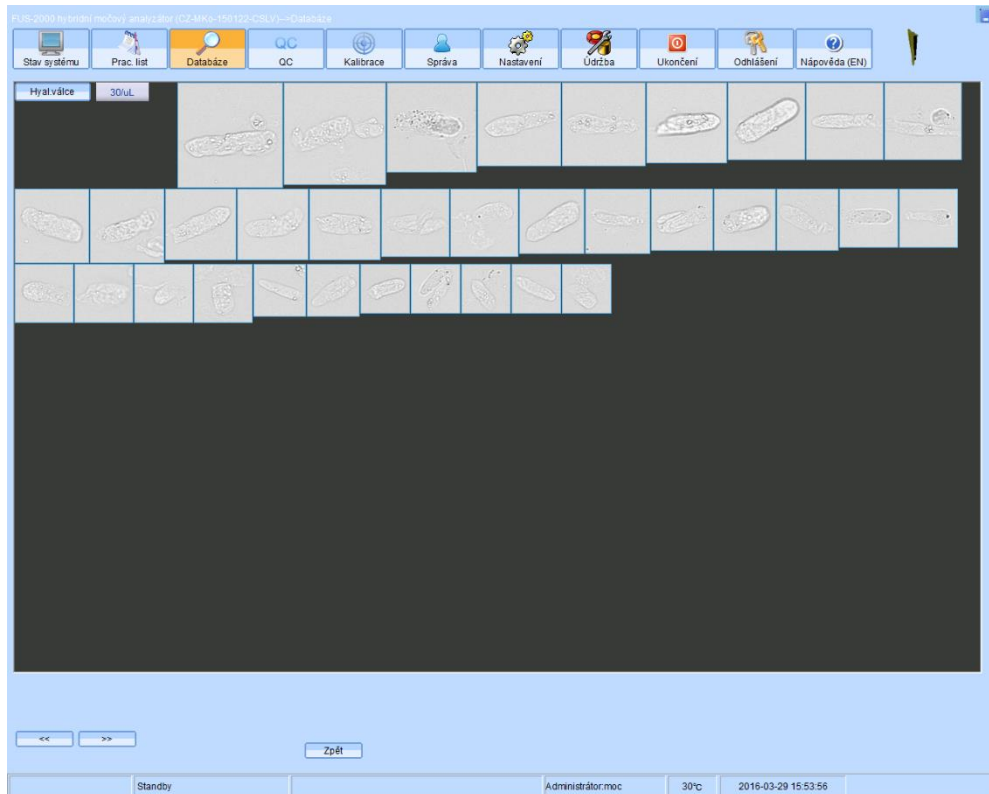 FUS-2000 hybridní močový analyzátor (CZ-MKo-150122-CSLV)-->Databáze
Stav systému Prac. list Databáze QC QC Kalibrace Správa Nastavení Údržba Ukončení Odhlášení Nápověda (EN)
Hyal.válce 30/uL
<< >>
Zpět
Standby Administrátor:moc 30℃ 2016-03-29 15:53:56